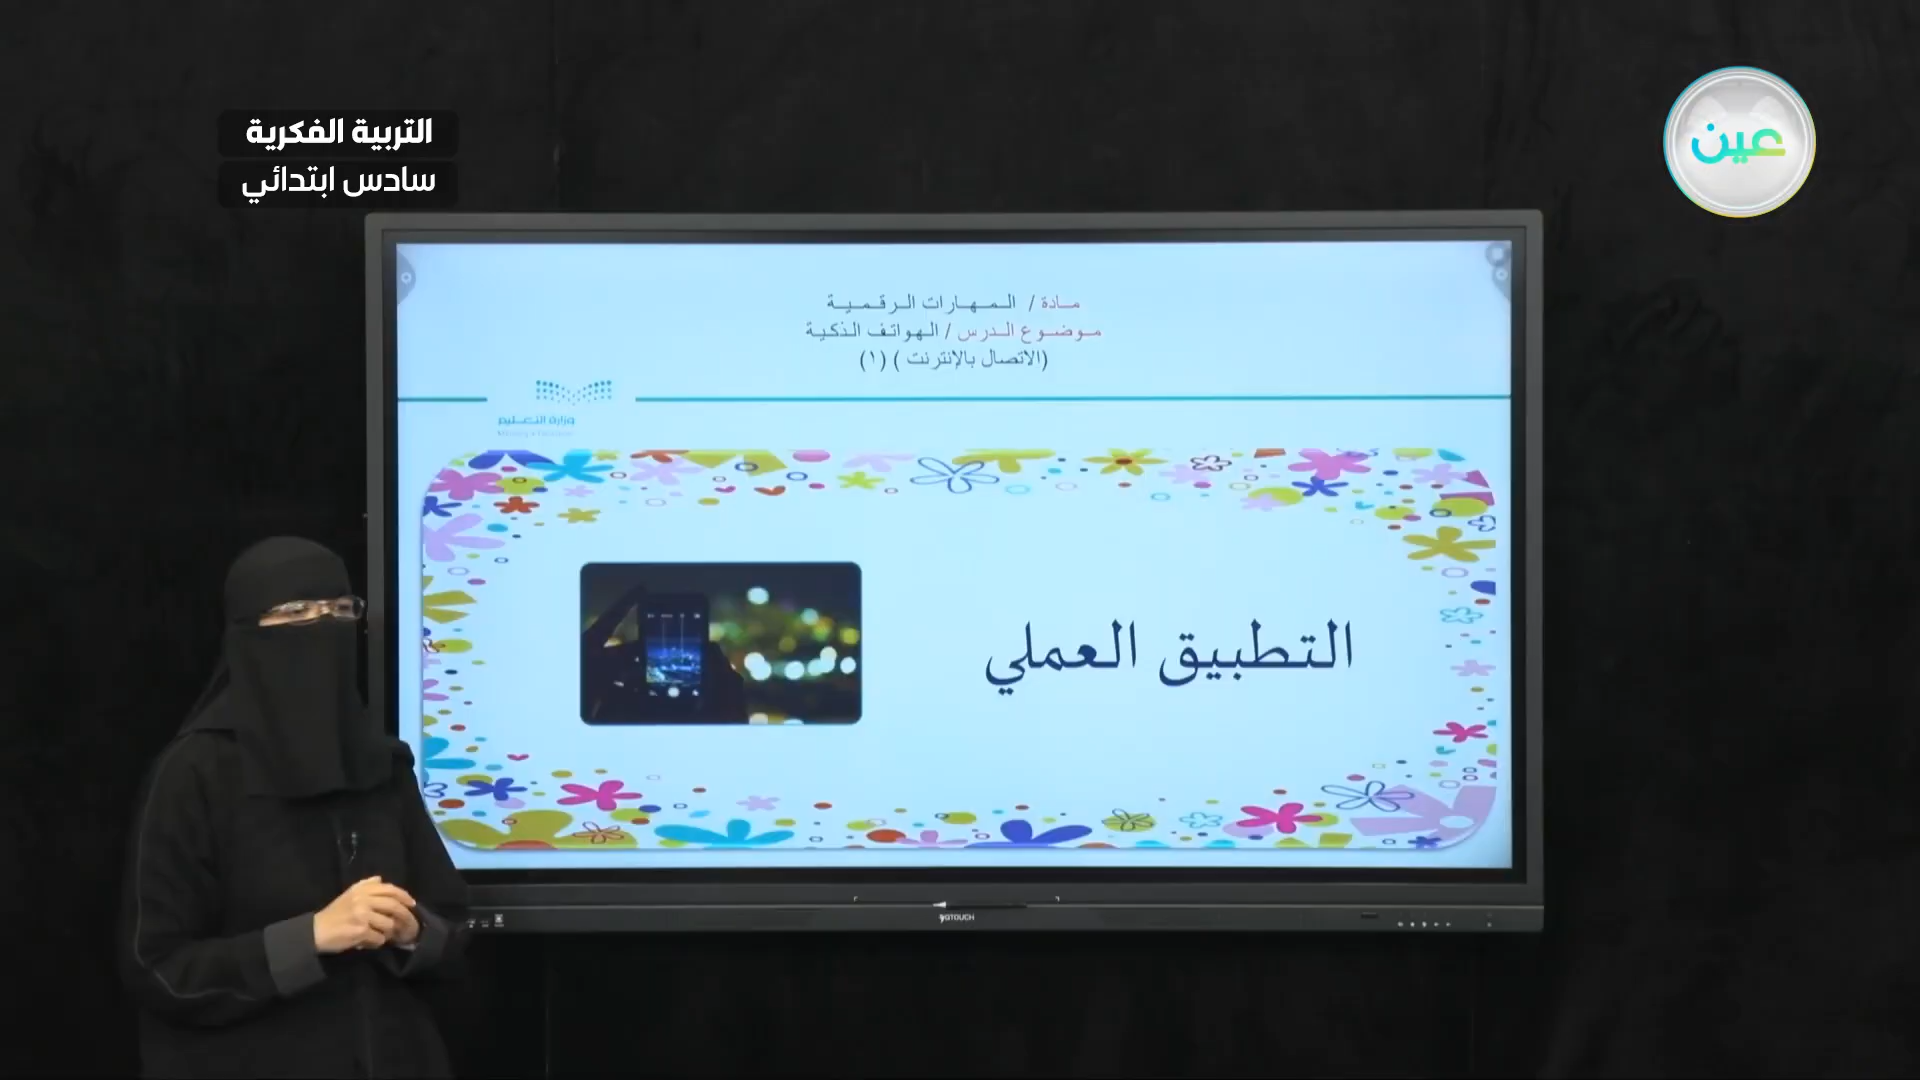 التربية الفكرية
سادس ابتدائي
عين
مادة / المهارات الرقمية
موضوع الدرس / الهواتف الذكية
(الاتصال بالإنترنت ) (١)
وزارة التعليم
التطبيق العملي